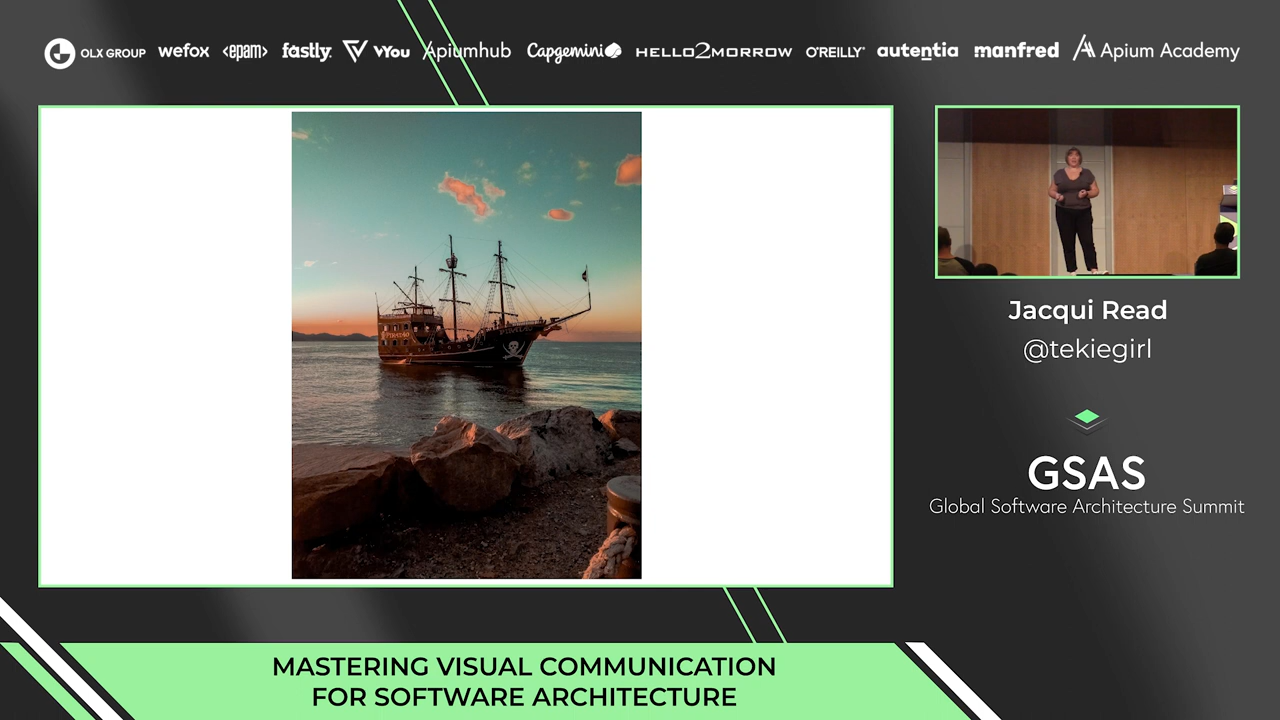 OLX GROUP wefox <epam> fastly. vYou Apiumhub Capgemini HELLO2MORROW O'REILLY® autentia manfred Apium Academy
Jacqui Read
@tekiegirl
GSAS
Global Software Architecture Summit
MASTERING VISUAL COMMUNICATION
FOR SOFTWARE ARCHITECTURE